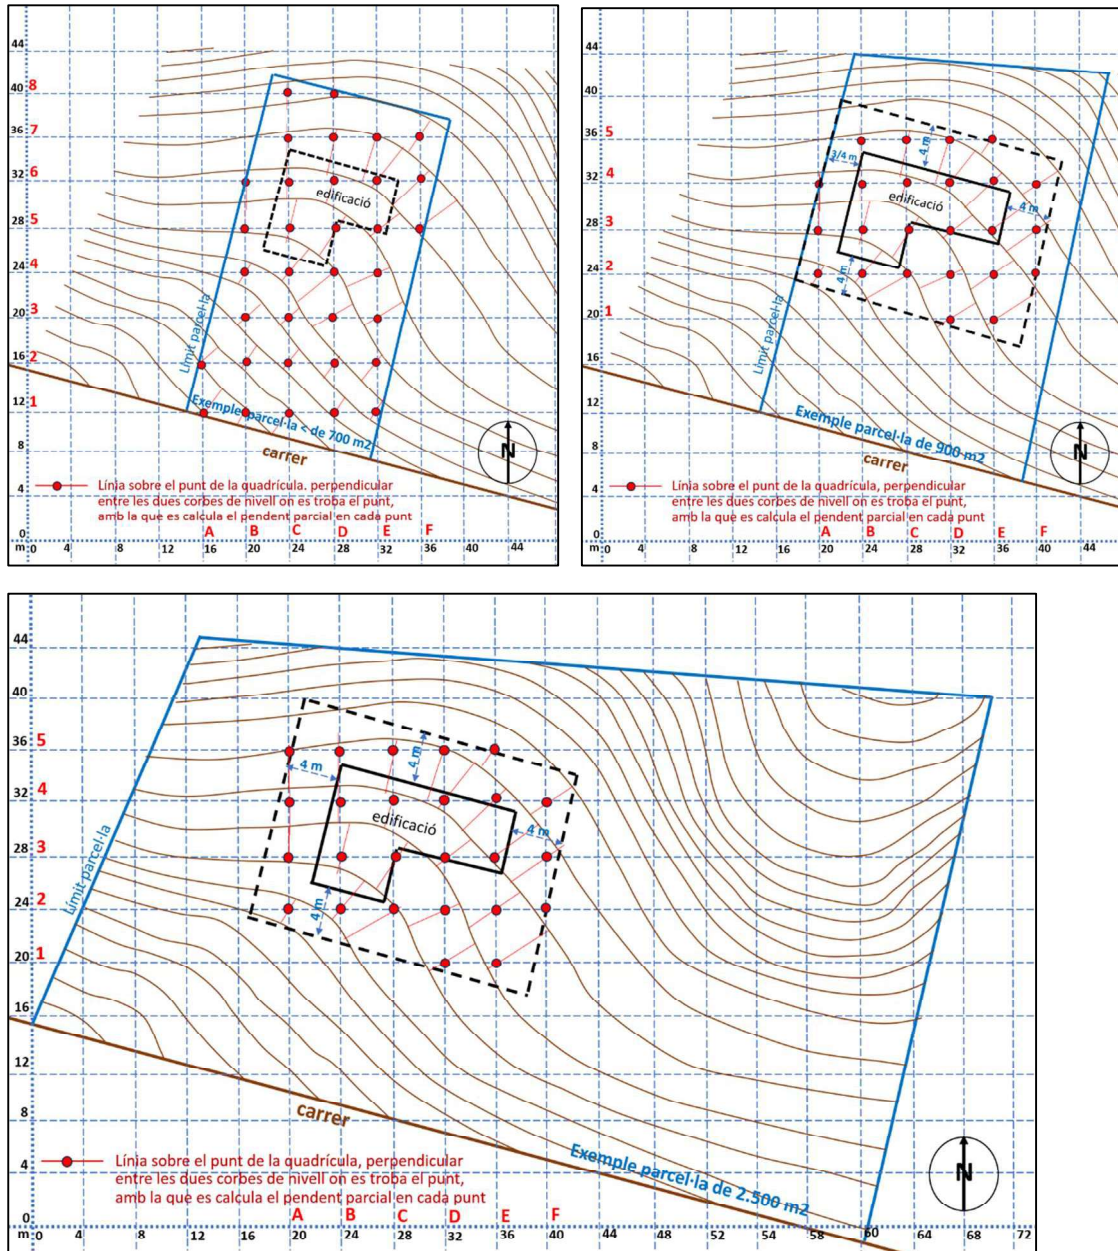 44
40 8
36 7
32 6
28 5
24 4
20 3
16 2
12 1
8
4
0
edificació
Límit parcel·la
Exemple parcel·la < de 700 m2
carrer
N
Línia sobre el punt de la quadrícula, perpendicular
entre les dues corbes de nivell on es troba el punt,
amb la que es calcula el pendent parcial en cada punt
A B C D E F
m 0 4 8 12 16 20 24 28 32 36 40 44
44
40
36 5
32 4
28 3
24 2
20 1
16
12
8
4
0
3/4 m
4 m
edificació
4 m
4 m
Límit parcel·la
Exemple parcel·la de 900 m2
carrer
N
Línia sobre el punt de la quadrícula, perpendicular
entre les dues corbes de nivell on es troba el punt,
amb la que es calcula el pendent parcial en cada punt
A B C D E F
m 0 4 8 12 16 20 24 28 32 36 40 44
44
40
36 5
32 4
28 3
24 2
20 1
16
12
8
4
0
4 m
4 m
edificació
4 m
4 m
Límit parcel·la
carrer
Exemple parcel·la de 2.500 m2
N
Línia sobre el punt de la quadrícula, perpendicular
entre les dues corbes de nivell on es troba el punt,
amb la que es calcula el pendent parcial en cada punt
A B C D E F
m 0 4 8 12 16 20 24 28 32 36 40 44 48 52 58 60 64 68 72